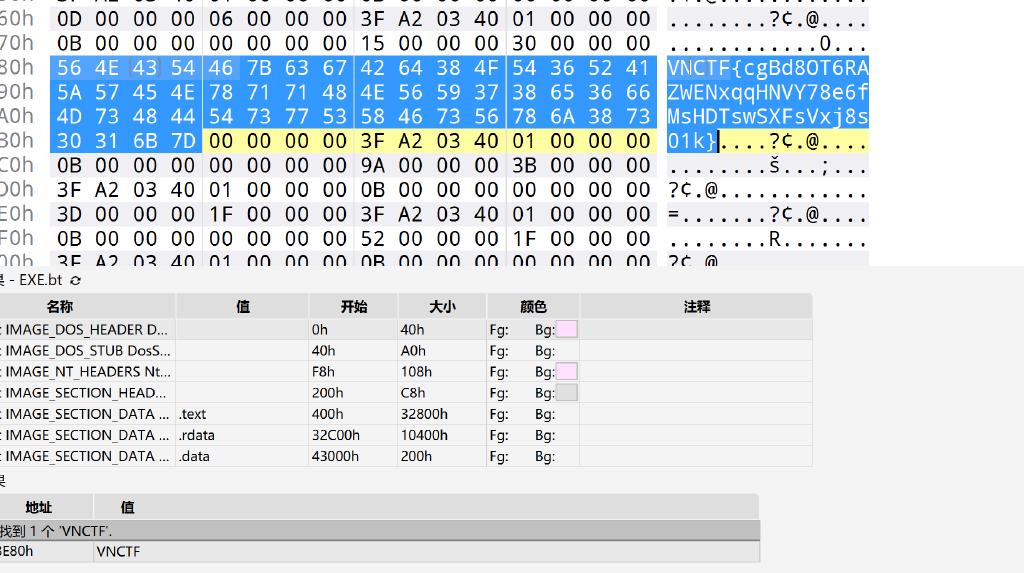 60h 0D 00 00 00 06 00 00 00 3F A2 03 40 01 00 00 00 ........?¢.@....
70h 0B 00 00 00 00 00 00 00 15 00 00 00 30 00 00 00 ............0...
80h 56 4E 43 54 46 7B 63 67 42 64 38 4F 54 36 52 41 VNCTF{cgBd8OT6RA
90h 5A 57 45 4E 78 71 71 48 4E 56 59 37 38 65 36 66 ZWENxqqHNVY78e6f
A0h 4D 73 48 44 54 73 77 53 58 46 73 56 78 6A 38 73 MsHDTswSXFsVxj8s
B0h 30 31 6B 7D 00 00 00 00 3F A2 03 40 01 00 00 00 01k}....?¢.@....
C0h 0B 00 00 00 00 00 00 00 9A 00 00 00 3B 00 00 00 ........š...;...
D0h 3F A2 03 40 01 00 00 00 0B 00 00 00 00 00 00 00 ?¢.@............
E0h 3D 00 00 00 1F 00 00 00 3F A2 03 40 01 00 00 00 =.......?¢.@....
F0h 0B 00 00 00 00 00 00 00 52 00 00 00 1F 00 00 00 ........R.......
00h 3F A2 03 40 01 00 00 00 0B 00 00 00 00 00 00 00 ?¢.@
果 - EXE.bt
名称 值 开始 大小 颜色 注释
IMAGE_DOS_HEADER D... 0h 40h Fg: Bg:
IMAGE_DOS_STUB DosS... 40h A0h Fg: Bg:
IMAGE_NT_HEADERS Nt... F8h 108h Fg: Bg:
IMAGE_SECTION_HEAD... 200h C8h Fg: Bg:
IMAGE_SECTION_DATA ... .text 400h 32800h Fg: Bg:
IMAGE_SECTION_DATA ... .rdata 32C00h 10400h Fg: Bg:
IMAGE_SECTION_DATA ... .data 43000h 200h Fg: Bg:
果
地址 值
找到 1 个 'VNCTF'.
3E80h VNCTF